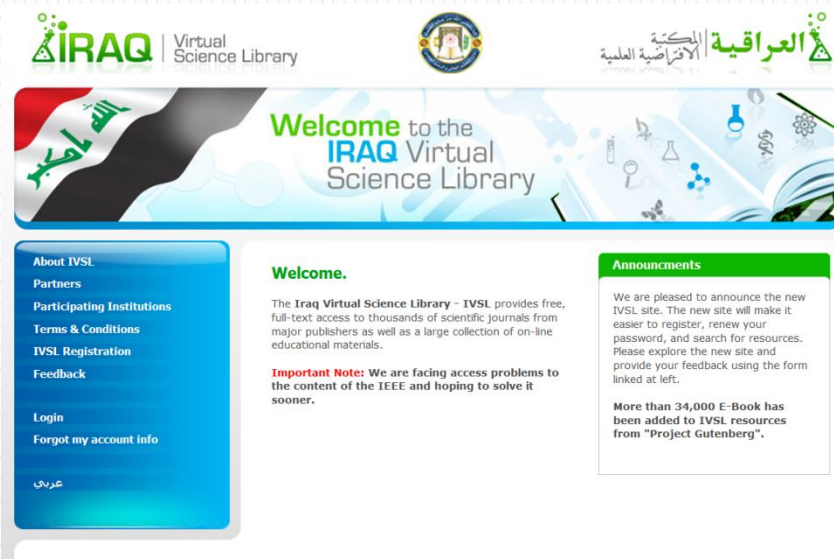 IRAQ Virtual
Science Library
المكتبة العراقية
الافتراضية العلمية
الله اكبر
Welcome to the
IRAQ Virtual
Science Library
About IVSL
Partners
Participating Institutions
Terms & Conditions
IVSL Registration
Feedback
Login
Forgot my account info
عربي
Welcome.
The Iraq Virtual Science Library - IVSL provides free,
full-text access to thousands of scientific journals from
major publishers as well as a large collection of on-line
educational materials.
Important Note: We are facing access problems to
the content of the IEEE and hoping to solve it
sooner.
Announcments
We are pleased to announce the new
IVSL site. The new site will make it
easier to register, renew your
password, and search for resources.
Please explore the new site and
provide your feedback using the form
linked at left.
More than 34,000 E-Book has
been added to IVSL resources
from "Project Gutenberg".